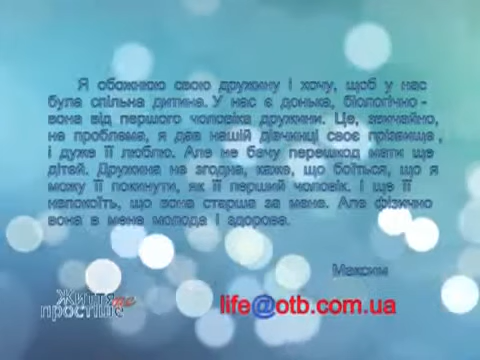 Я обожнюю свою дружину і хочу, щоб у нас
була спільна дитина. У нас є донька, біологічно -
вона від першого чоловіка дружини. Це, звичайно,
не проблема, я дав нашій дівчинці своє прізвище,
і дуже її люблю. Але не бачу перешкод мати ще
дітей. Дружина не згодна, каже, що боїться, що я
можу її покинути, як її перший чоловік. І ще її
непокоїть, що вона старша за мене. Але фізично
вона в мене молода і здорова.
Максим
Життя
простіше
life@otb.com.ua